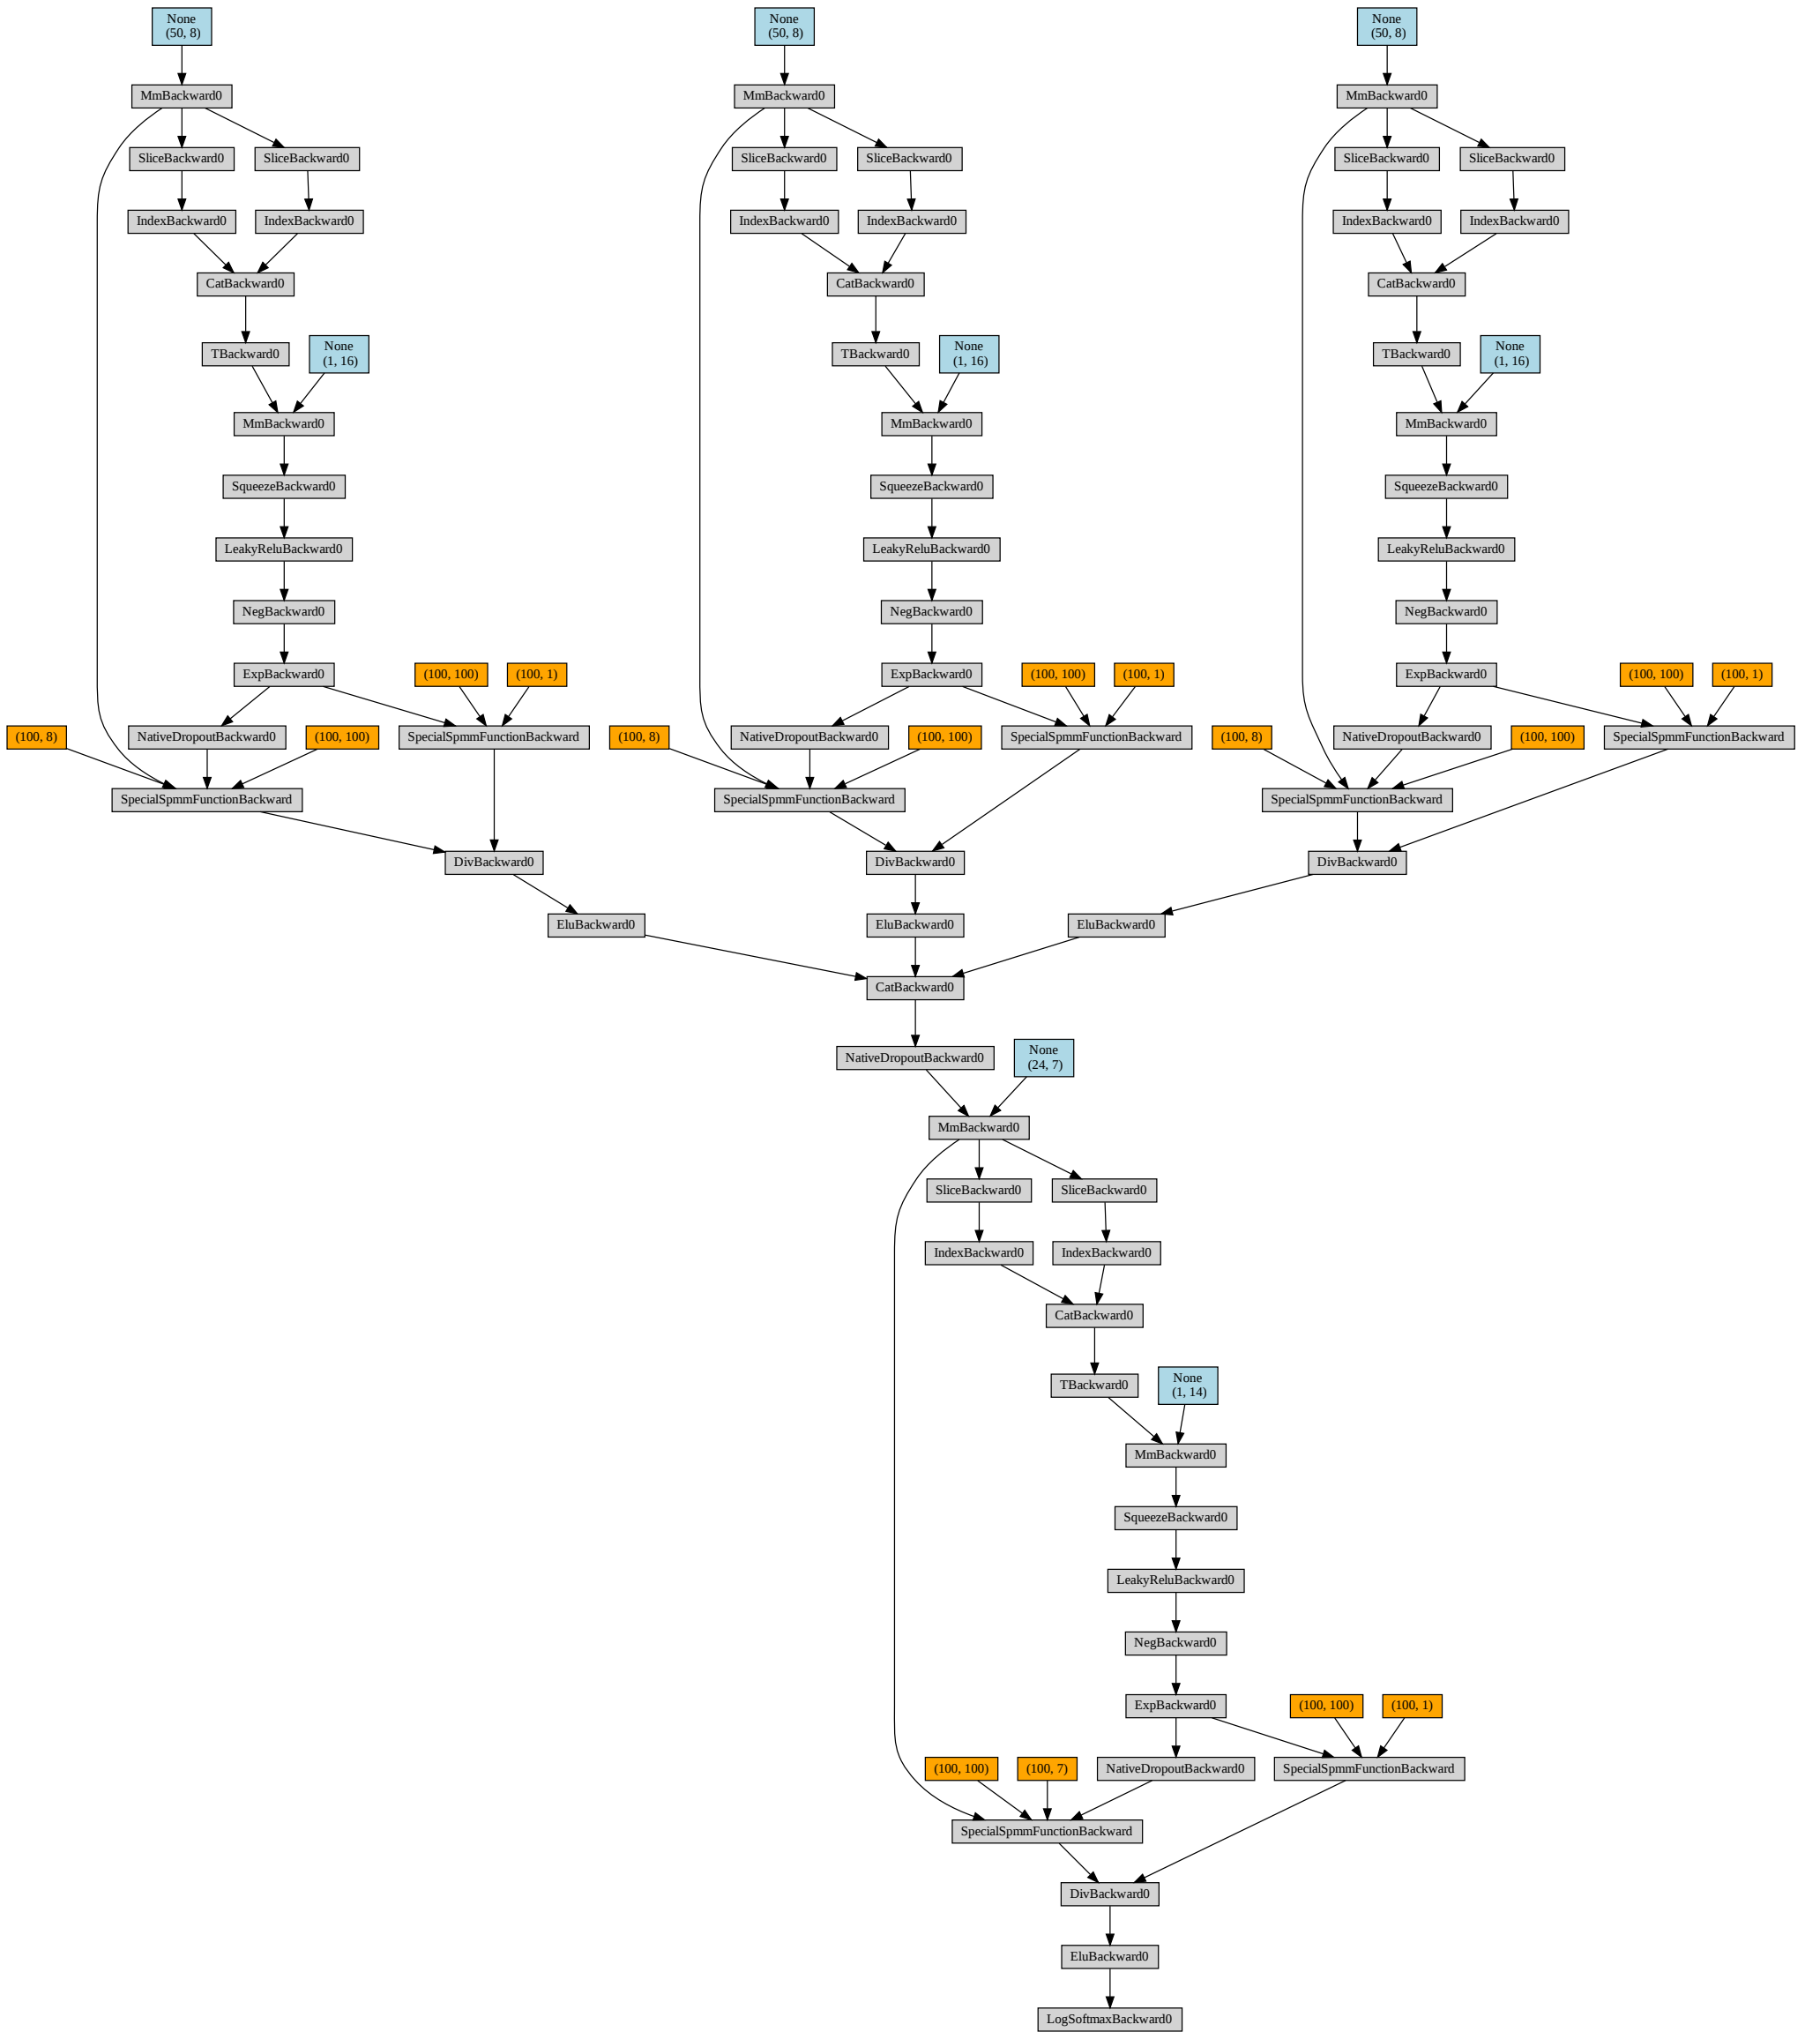 None
(50, 8)
None
(50, 8)
None
(50, 8)
MmBackward0
MmBackward0
MmBackward0
SliceBackward0
SliceBackward0
SliceBackward0
SliceBackward0
SliceBackward0
SliceBackward0
IndexBackward0
IndexBackward0
IndexBackward0
IndexBackward0
IndexBackward0
IndexBackward0
CatBackward0
CatBackward0
CatBackward0
TBackward0
None
(1, 16)
TBackward0
None
(1, 16)
TBackward0
None
(1, 16)
MmBackward0
MmBackward0
MmBackward0
SqueezeBackward0
SqueezeBackward0
SqueezeBackward0
LeakyReluBackward0
LeakyReluBackward0
LeakyReluBackward0
NegBackward0
NegBackward0
NegBackward0
ExpBackward0
(100, 100)
(100, 1)
ExpBackward0
(100, 100)
(100, 1)
ExpBackward0
(100, 100)
(100, 1)
(100, 8)
NativeDropoutBackward0
(100, 100)
SpecialSpmmFunctionBackward
(100, 8)
NativeDropoutBackward0
(100, 100)
SpecialSpmmFunctionBackward
(100, 8)
NativeDropoutBackward0
(100, 100)
SpecialSpmmFunctionBackward
SpecialSpmmFunctionBackward
SpecialSpmmFunctionBackward
SpecialSpmmFunctionBackward
DivBackward0
DivBackward0
DivBackward0
EluBackward0
EluBackward0
EluBackward0
CatBackward0
NativeDropoutBackward0
None
(24, 7)
MmBackward0
SliceBackward0
SliceBackward0
IndexBackward0
IndexBackward0
CatBackward0
TBackward0
None
(1, 14)
MmBackward0
SqueezeBackward0
LeakyReluBackward0
NegBackward0
ExpBackward0
(100, 100)
(100, 1)
(100, 100)
(100, 7)
NativeDropoutBackward0
SpecialSpmmFunctionBackward
SpecialSpmmFunctionBackward
DivBackward0
EluBackward0
LogSoftmaxBackward0